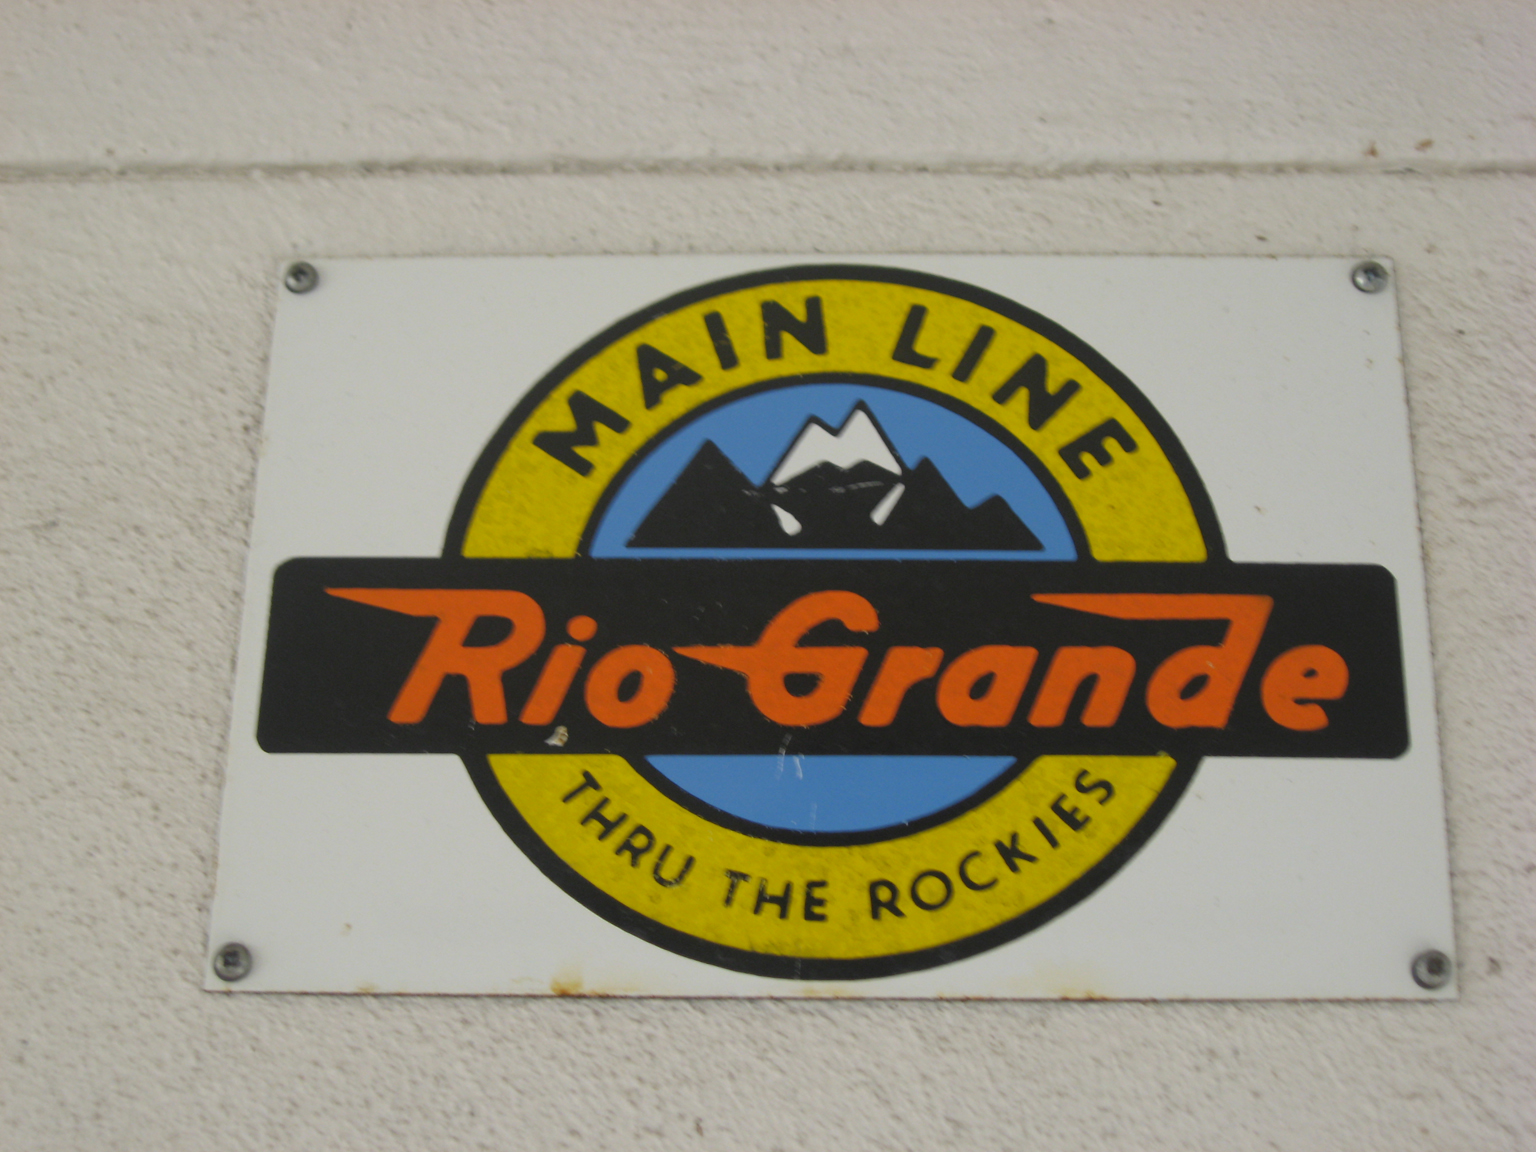 MAIN LINE
Rio Grande
THRU THE ROCKIES